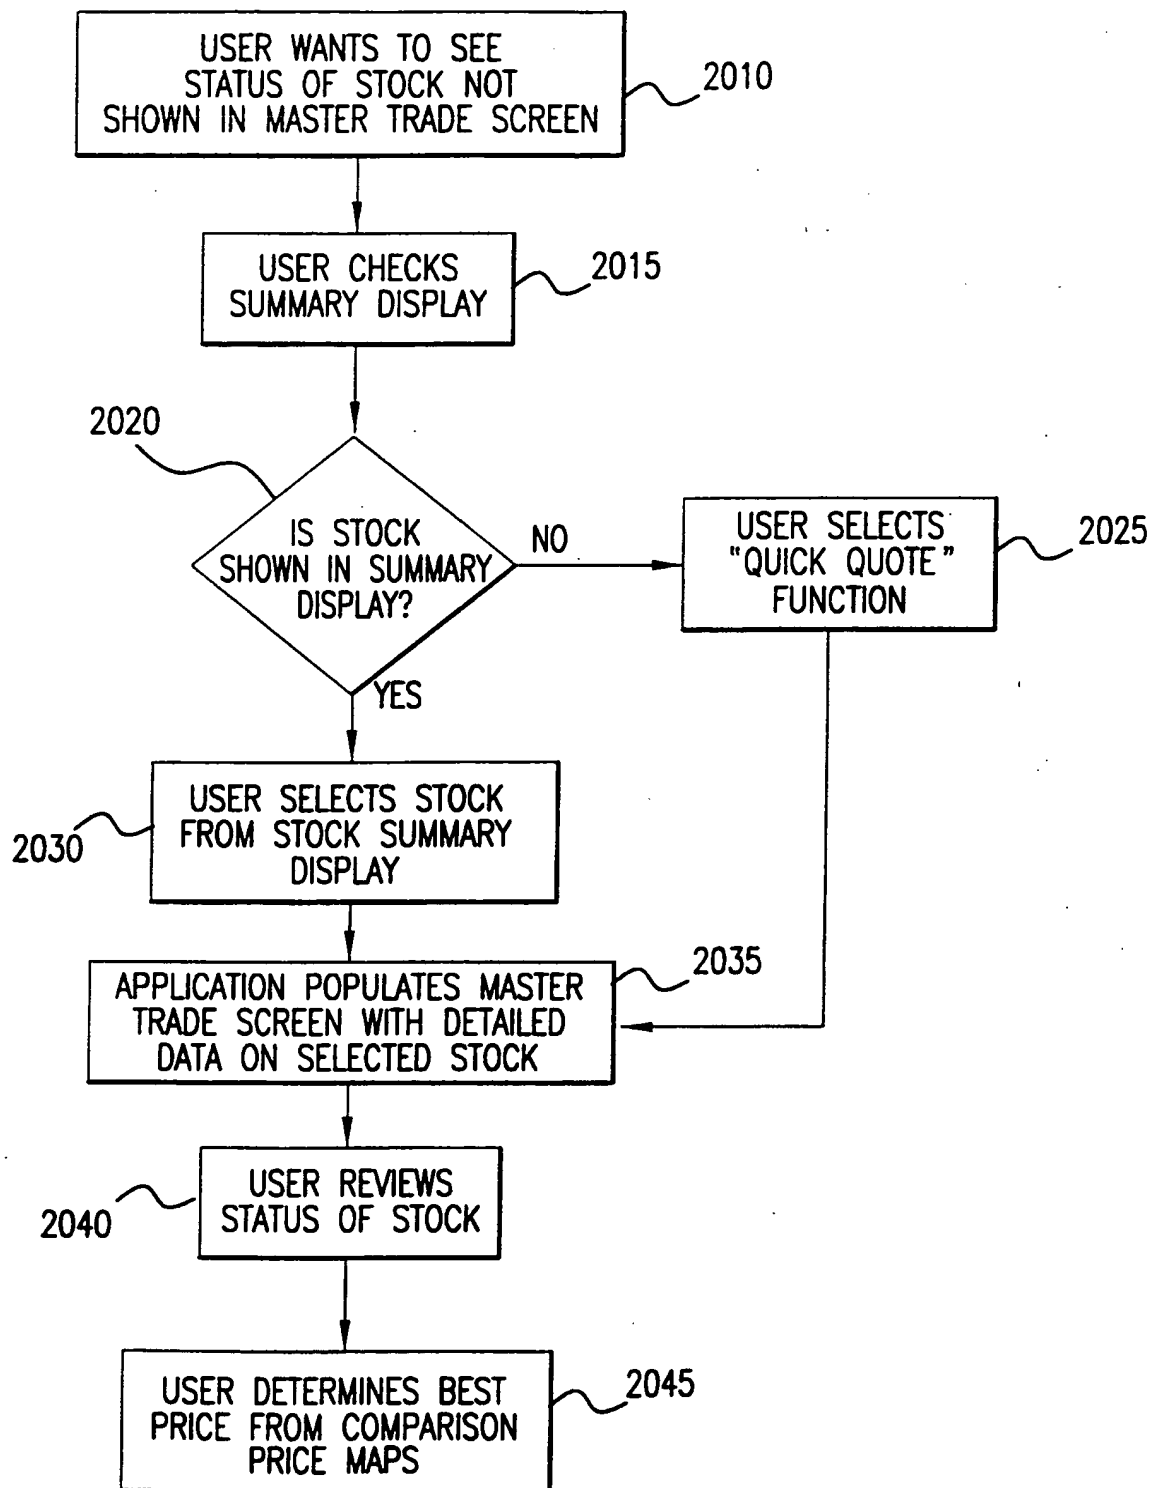 USER WANTS TO SEE
STATUS OF STOCK NOT
SHOWN IN MASTER TRADE SCREEN
2010
USER CHECKS
SUMMARY DISPLAY
2015
2020
IS STOCK
SHOWN IN SUMMARY
DISPLAY?
NO
USER SELECTS
"QUICK QUOTE"
FUNCTION
2025
YES
USER SELECTS STOCK
FROM STOCK SUMMARY
DISPLAY
2030
APPLICATION POPULATES MASTER
TRADE SCREEN WITH DETAILED
DATA ON SELECTED STOCK
2035
USER REVIEWS
STATUS OF STOCK
2040
USER DETERMINES BEST
PRICE FROM COMPARISON
PRICE MAPS
2045